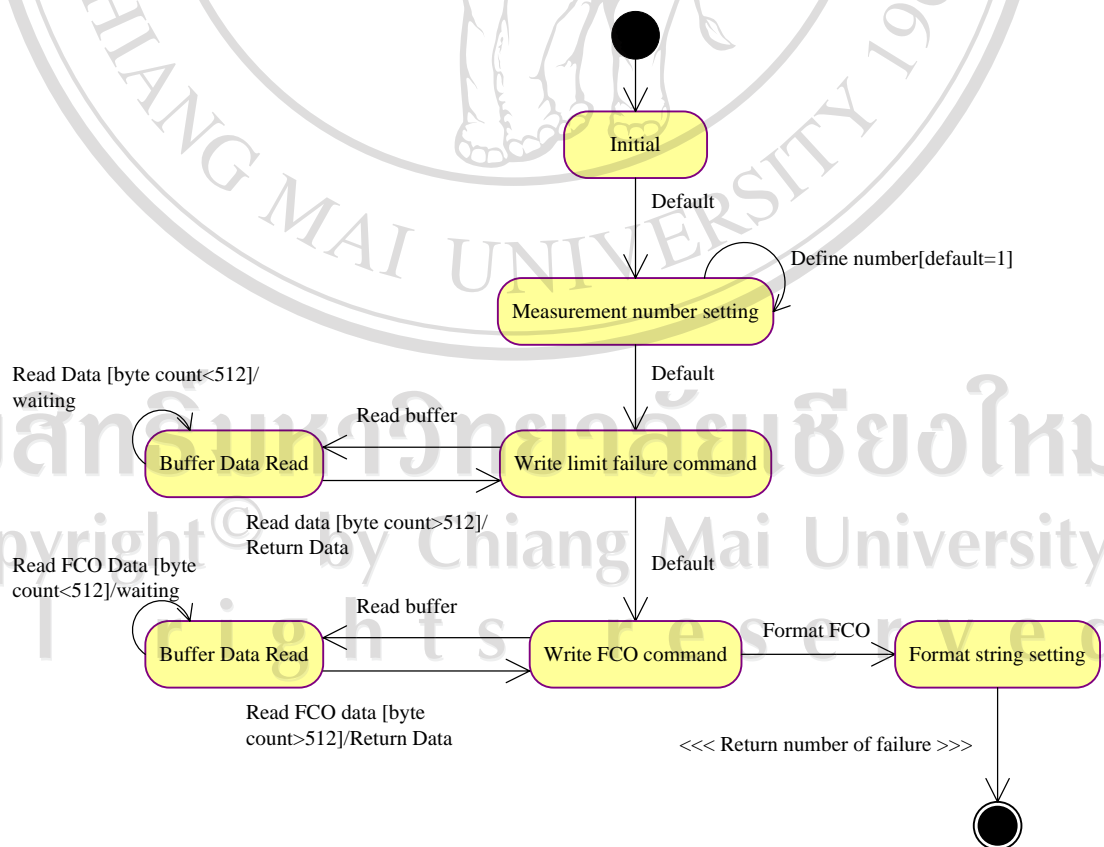 CHIANG MAI UNIVERSITY 196
Initial
Default
Define number[default=1]
Measurement number setting
Default
Read Data [byte count<512]/
waiting
Read buffer
Buffer Data Read
Write limit failure command
Read data [byte count>512]/
Return Data
Default
Read FCO Data [byte
count<512]/waiting
Read buffer
Format FCO
Buffer Data Read
Write FCO command
Format string setting
Read FCO data [byte
count>512]/Return Data
<<< Return number of failure >>>
สิทธิ์มหาวิทยาลัยเชียงใหม
pyright © by Chiang Mai University
l rights reserved